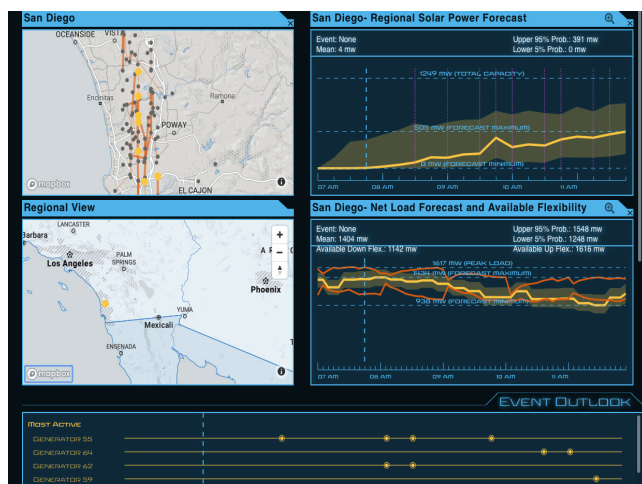 San Diego
OCEANSIDE
VISTA
Encinitas
Ramona
POWAY
EL CAJON
mapbox
San Diego- Regional Solar Power Forecast
Event: None
Upper 95% Prob.: 391 mw
Mean: 4 mw
Lower 5% Prob.: 0 mw
1249 MW (TOTAL CAPACITY)
505 MW (FORECAST MAXIMUM)
0 MW (FORECAST MINIMUM)
07 AM 08 AM 09 AM 10 AM 11 AM
Regional View
LANCASTER
Barbara
Los Angeles
PALM
SPRINGS
Phoenix
YUMA
Mexicali
ENSENADA
mapbox
San Diego- Net Load Forecast and Available Flexibility
Event: None
Upper 95% Prob.: 1548 mw
Mean: 1404 mw
Lower 5% Prob.: 1248 mw
Available Down Flex.: 1142 mw
Available Up Flex.: 1616 mw
1617 MW (PEAK LOAD)
1434 MW (FORECAST MAXIMUM)
938 MW (FORECAST MINIMUM)
07 AM 08 AM 09 AM 10 AM 11 AM
EVENT OUTLOOK
MOST ACTIVE
GENERATOR 55
GENERATOR 64
GENERATOR 62
GENERATOR 59